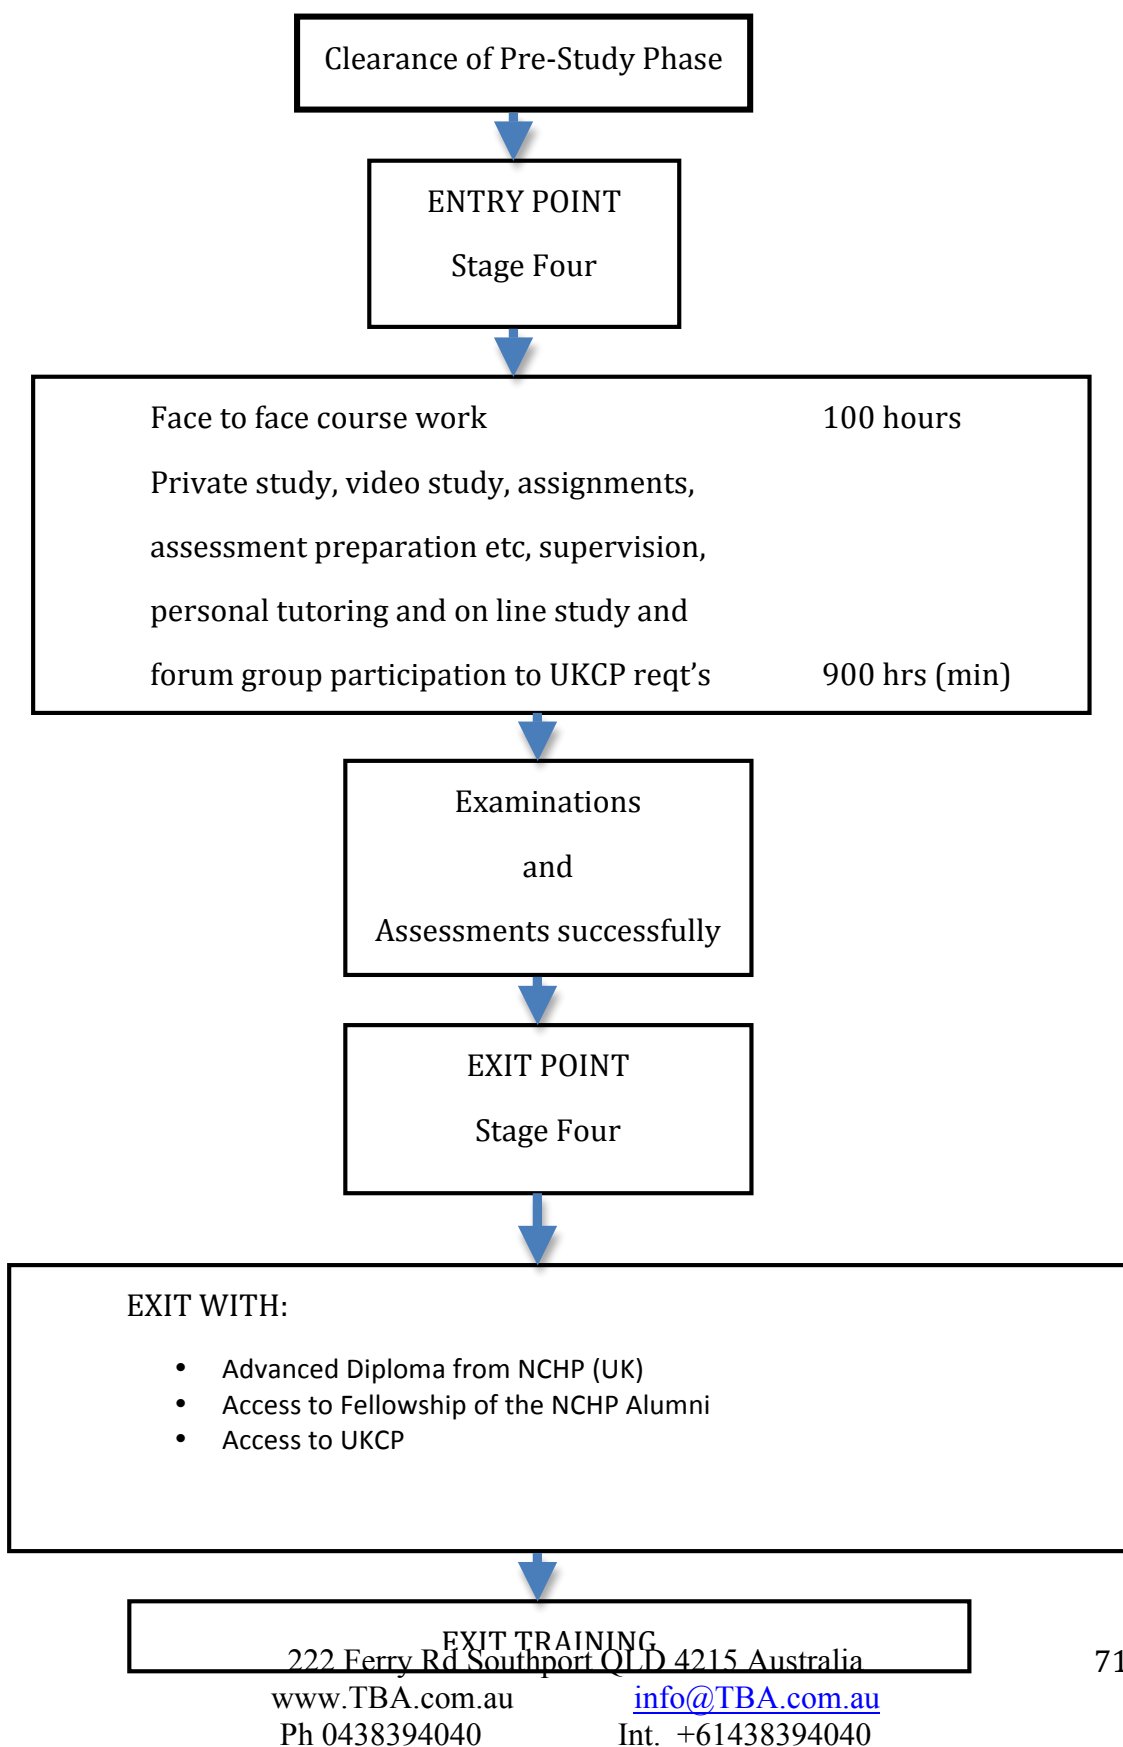 Clearance of Pre-Study Phase
ENTRY POINT
Stage Four
Face to face course work 100 hours
Private study, video study, assignments,
assessment preparation etc, supervision,
personal tutoring and on line study and
forum group participation to UKCP reqt’s 900 hrs (min)
Examinations
and
Assessments successfully
EXIT POINT
Stage Four
EXIT WITH:
• Advanced Diploma from NCHP (UK)
• Access to Fellowship of the NCHP Alumni
• Access to UKCP
EXIT TRAINING
222 Ferry Rd Southport QLD 4215 Australia 71
www.TBA.com.au info@TBA.com.au
Ph 0438394040 Int. +61438394040